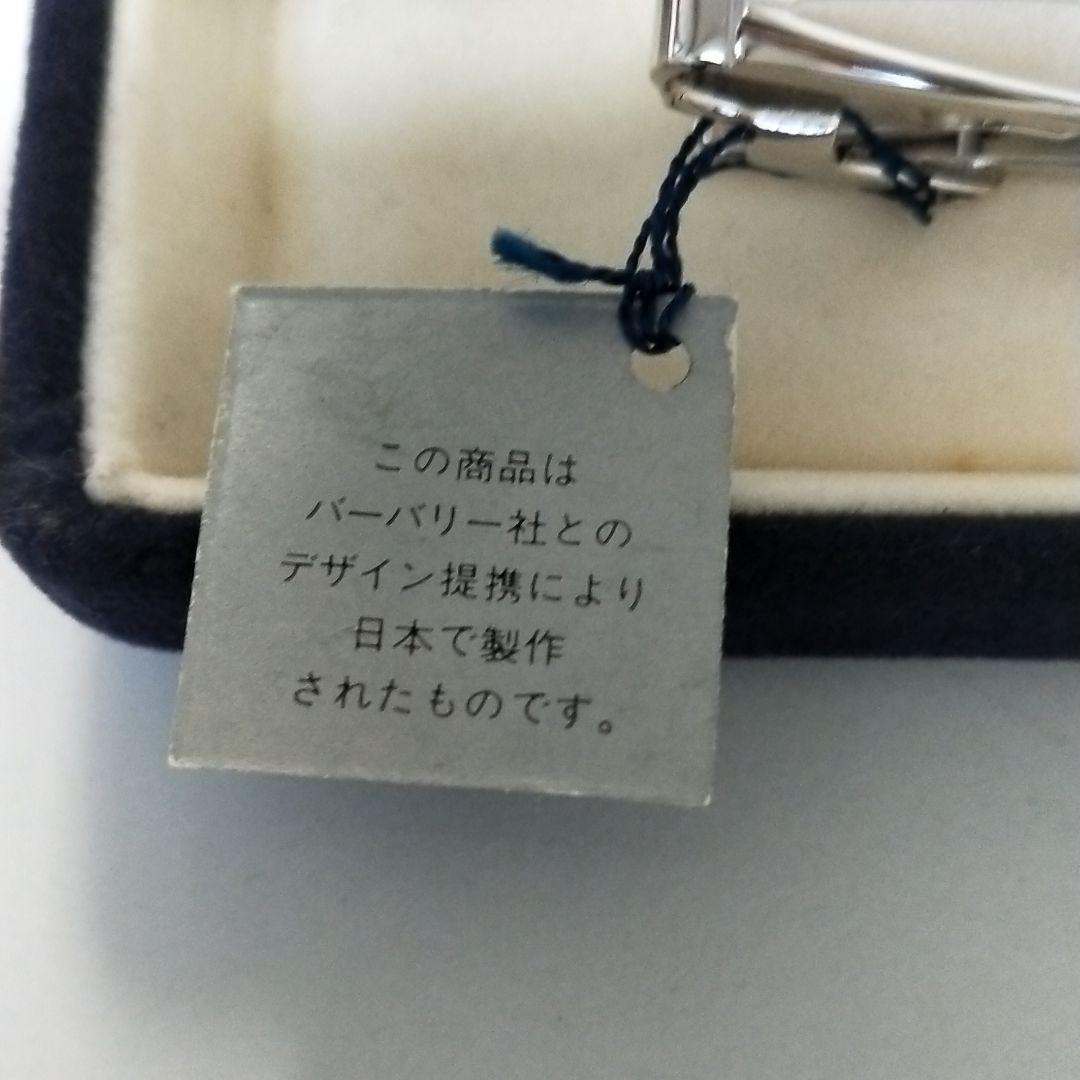 この商品は
バーバリー社との
デザイン提携により
日本で製作
されたものです。